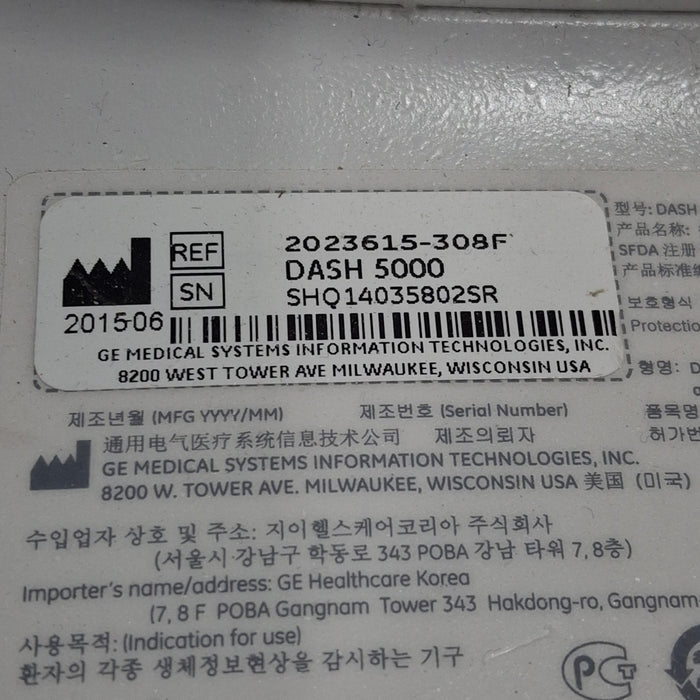 REF 2023615-308F
DASH 5000
SN SHQ14035802SR
2015-06
GE MEDICAL SYSTEMS INFORMATION TECHNOLOGIES, INC.
8200 WEST TOWER AVE MILWAUKEE, WISCONSIN USA
型号: DASH
产品名称:
SFDA 注册
产品标准编
보호형식
Protection
형명: D
품목명
허가번
제조년월 (MFG YYYY/MM) 제조번호 (Serial Number)
通用电气医疗系统信息技术公司 제조의뢰자
GE MEDICAL SYSTEMS INFORMATION TECHNOLOGIES, INC.
8200 W. TOWER AVE. MILWAUKEE, WISCONSIN USA 美国 (미국)
수입업자 상호 및 주소: 지이헬스케어코리아 주식회사
(서울시·강남구 학동로 343 POBA 강남 타워 7, 8층)
Importer's name/address: GE Healthcare Korea
(7, 8 F POBA Gangnam Tower 343 Hakdong-ro, Gangnam-
사용목적: (Indication for use)
환자의 각종 생체정보현상을 감시하는 기구